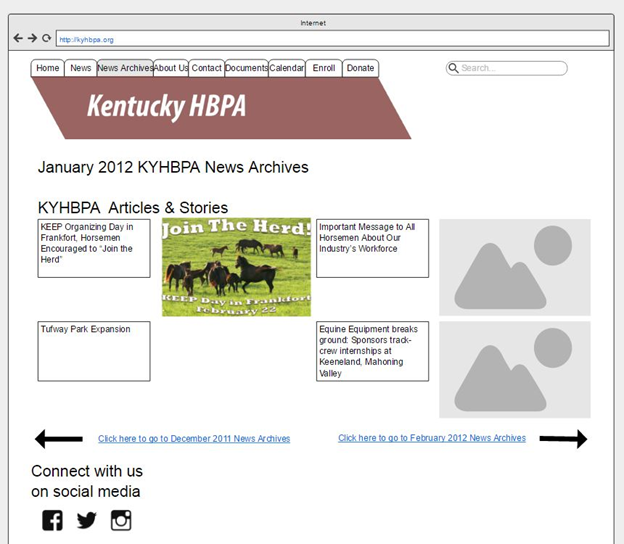 Internet
http://kyhbpa.org
Home News News Archives About Us Contact Documents Calendar Enroll Donate
Search...
Kentucky HBPA
January 2012 KYHBPA News Archives
KYHBPA Articles & Stories
KEEP Organizing Day in
Frankfort, Horsemen
Encouraged to "Join the
Herd"
Join The Herd!
KEEP Day in Frankfort
February 22
Important Message to All
Horsemen About Our
Industry's Workforce
Tufway Park Expansion
Equine Equipment breaks
ground: Sponsors track-
crew internships at
Keeneland, Mahoning
Valley
Click here to go to December 2011 News Archives
Click here to go to February 2012 News Archives
Connect with us
on social media